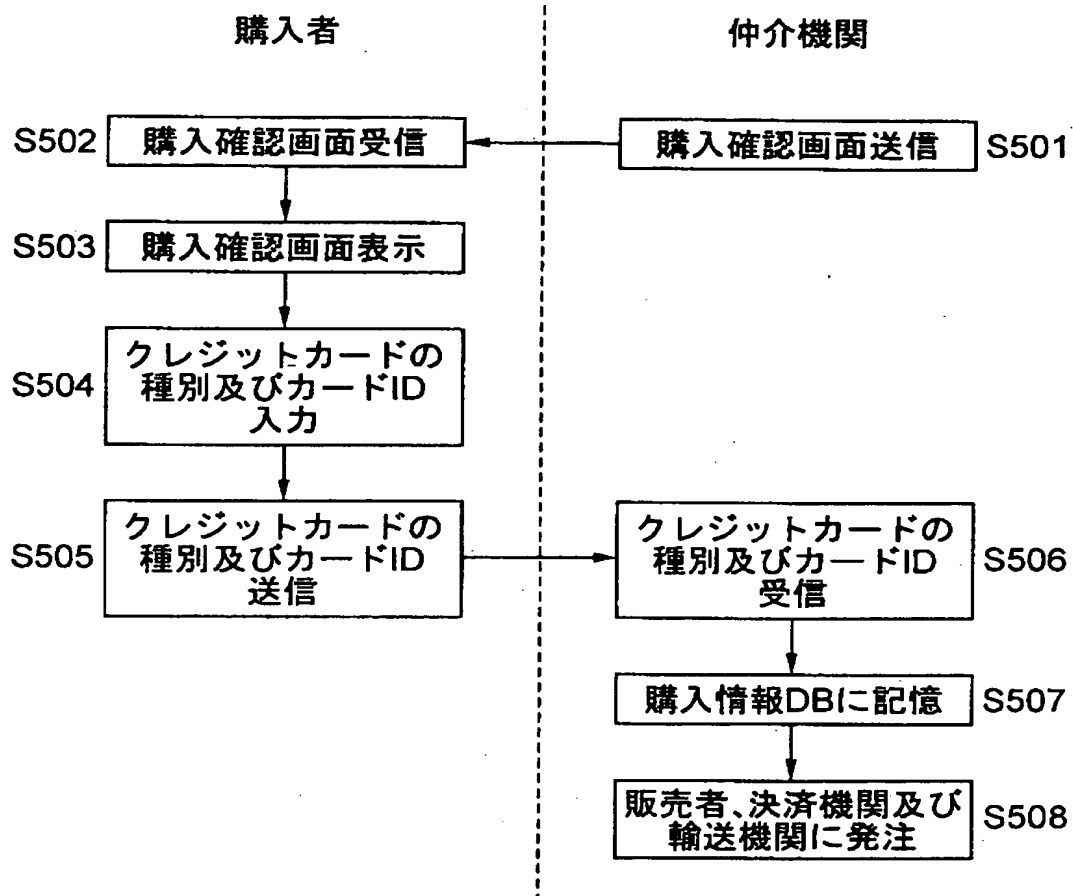 購入者
仲介機関
S502
購入確認画面受信
購入確認画面送信
S501
S503
購入確認画面表示
S504
クレジットカードの
種別及びカードID
入力
S505
クレジットカードの
種別及びカードID
送信
クレジットカードの
種別及びカードID
受信
S506
購入情報DBに記憶
S507
販売者、決済機関及び
輸送機関に発注
S508